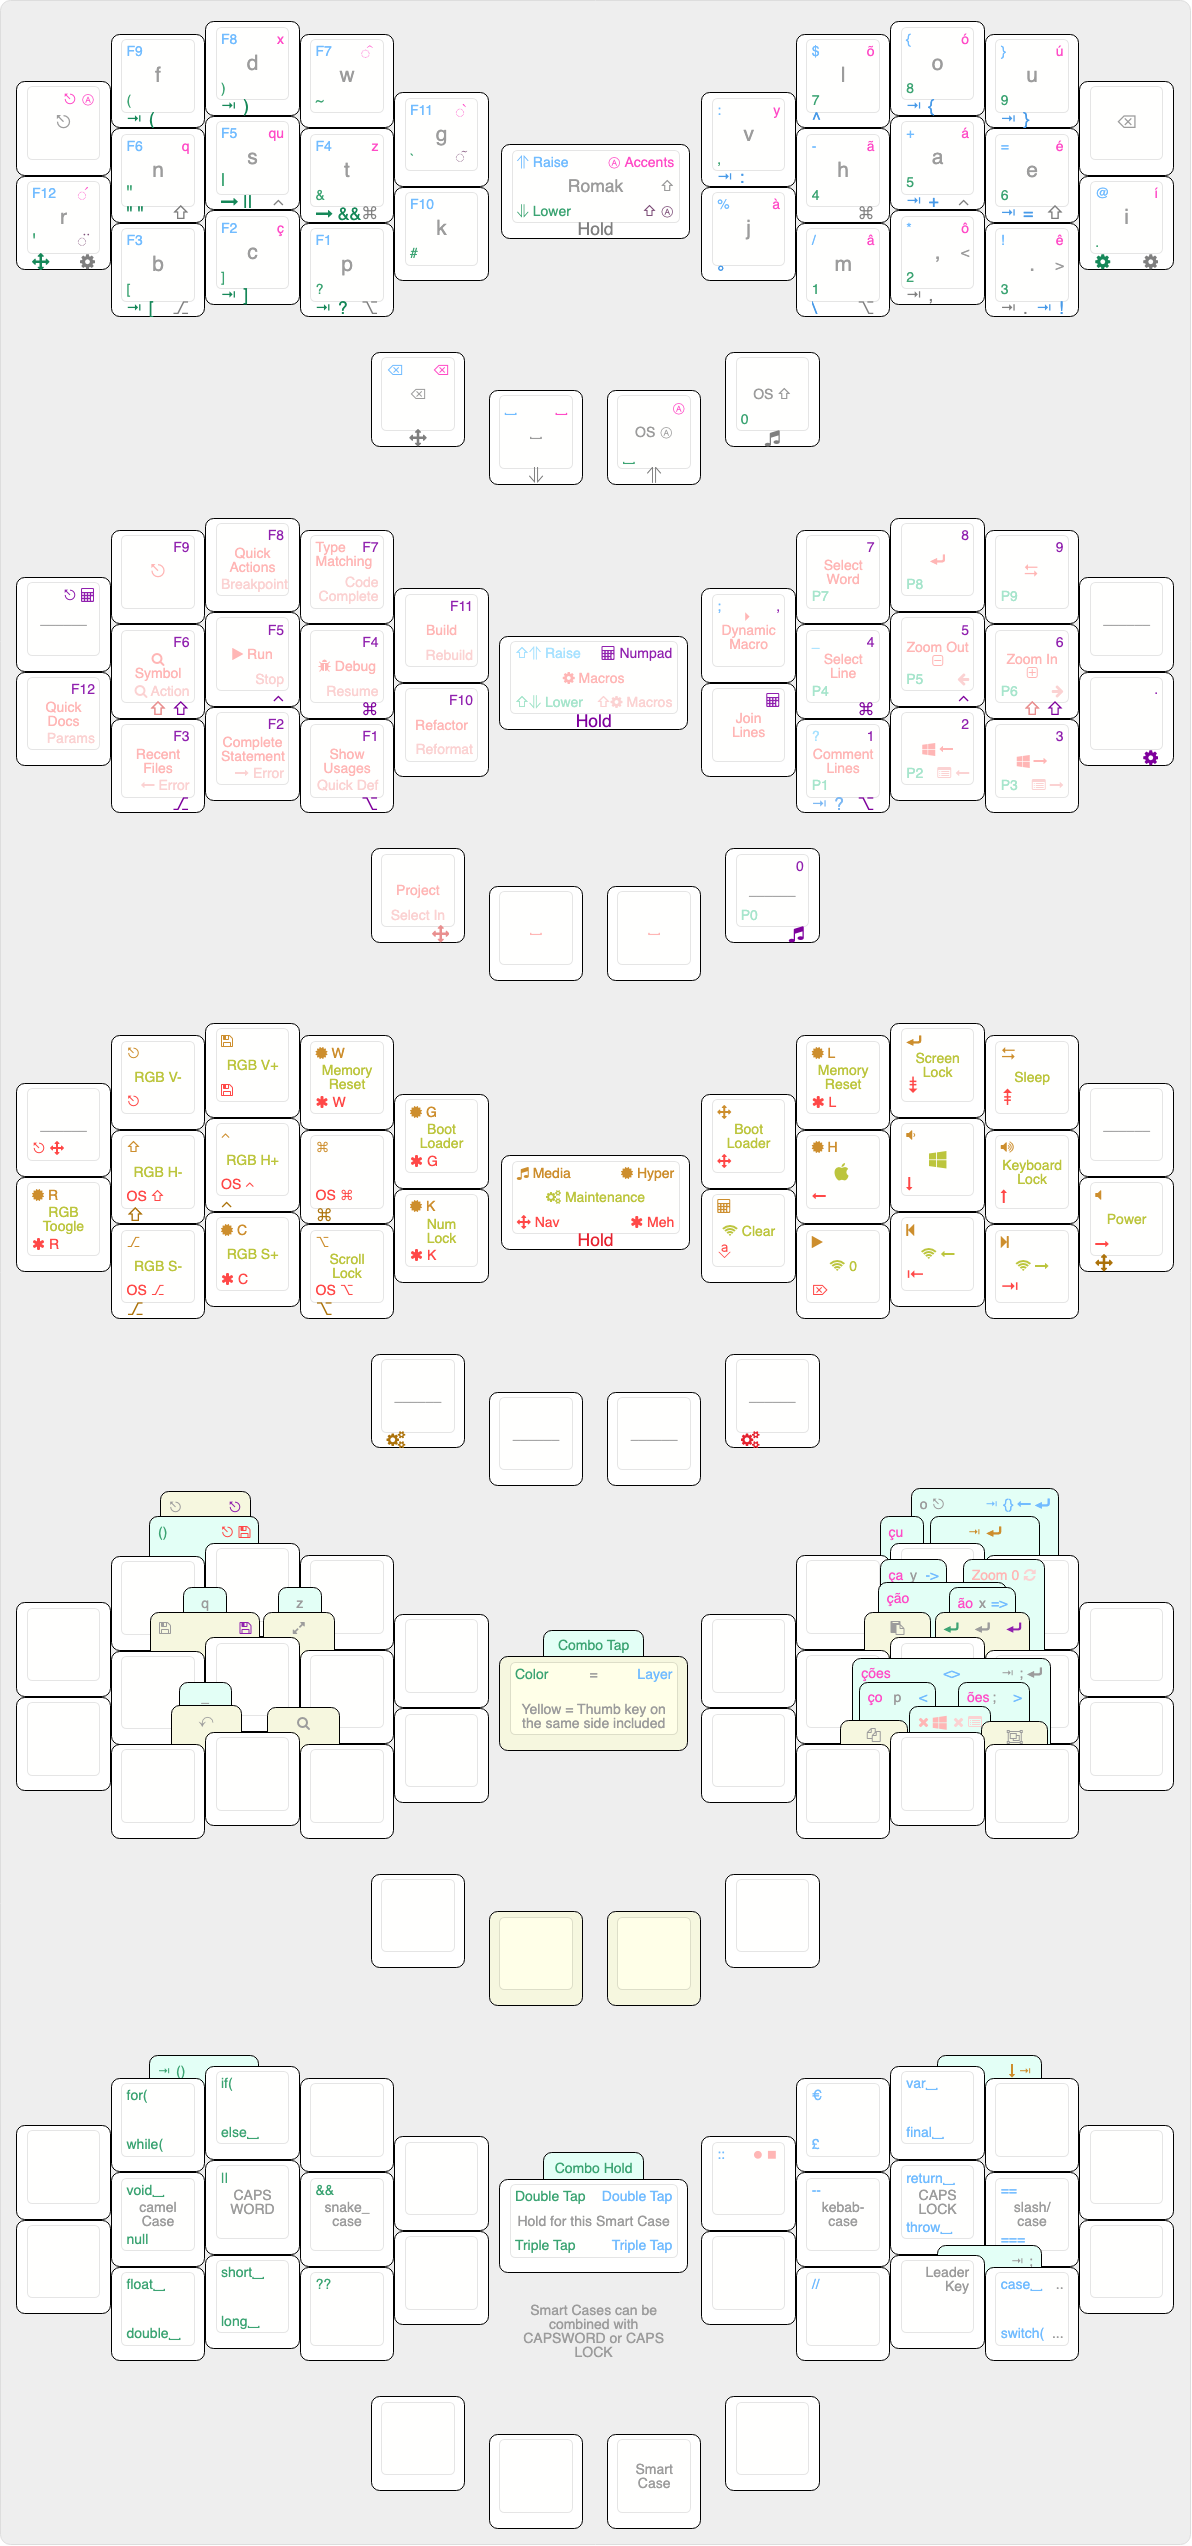 F9 f (
(
F8 x
d
)
)
F7
w
~
F11
g
`
$ õ
l
7
^
{ ó
o
8
{
} ú
u
9
}
: y
v
,
:
F12
r
'
F6 q
n
"
" "
F5 qu
s
|
||
F4 z
t
&
&&
F10
k
#
Raise Accents
Romak
Lower
Hold
% à
j
- ã
h
4
+ á
a
5
+
= é
e
6
=
@ í
i
.
F3
b
[
[
F2 ç
c
]
]
F1
p
?
?
/ â
m
1
\
* ô
, <
2
,
! ê
. >
3
. !
OS
OS
0
F9
F8
Quick
Actions
Breakpoint
Type F7
Matching
Code
Complete
F11
Build
Rebuild
7
Select
Word
P7
8
P8
9
P9
; ,
Dynamic
Macro
F12
Quick
Docs
Params
F6
Symbol
Action
F5
Run
Stop
F4
Debug
Resume
F10
Refactor
Reformat
Raise Numpad
Macros
Lower Macros
Hold
Join
Lines
_ 4
Select
Line
P4
5
Zoom Out
P5
6
Zoom In
P6
.
F3
Recent
Files
Error
F2
Complete
Statement
Error
F1
Show
Usages
Quick Def
? 1
Comment
Lines
P1
?
2
P2
3
P3
Project
Select In
0
P0
RGB V-
RGB V+
W
Memory
Reset
W
G
Boot
Loader
G
L
Memory
Reset
L
Screen
Lock
Sleep
Boot
Loader
R
RGB
Toogle
R
RGB H-
OS
RGB H+
OS
OS
K
Num
Lock
K
Media Hyper
Maintenance
Nav Meh
Hold
Clear
a
H
Keyboard
Lock
Power
RGB S-
OS
C
RGB S+
C
Scroll
Lock
OS
0
()
q
z
_
Combo Tap
Color = Layer
Yellow = Thumb key on
the same side included
o {}
çu
ça y ->
Zoom 0
ção
ão x =>
ções <> ;
ço p <
ões ; >
()
for(
while(
if(
else
void
camel
Case
null
||
CAPS
WORD
&&
snake_
case
float
double
short
long
??
Combo Hold
Double Tap Double Tap
Hold for this Smart Case
Triple Tap Triple Tap
Smart Cases can be
combined with
CAPSWORD or CAPS
LOCK
€
£
var
final
::
--
kebab-
case
return
CAPS
LOCK
throw
==
slash/
case
===
;
//
Leader
Key
case ..
switch( ...
Smart
Case